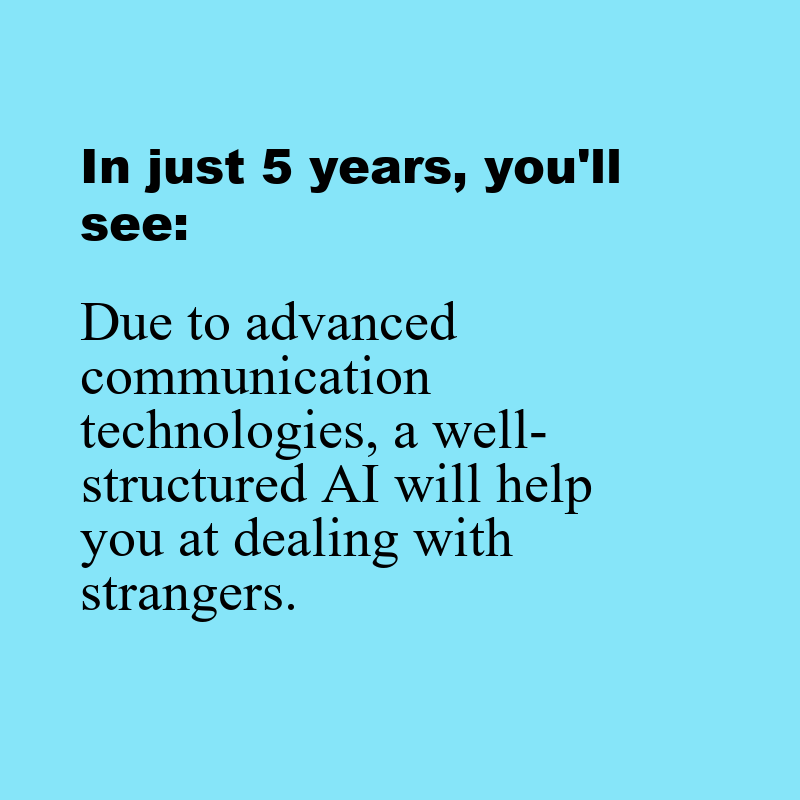 In just 5 years, you'll
see:
Due to advanced
communication
technologies, a well-
structured AI will help
you at dealing with
strangers.